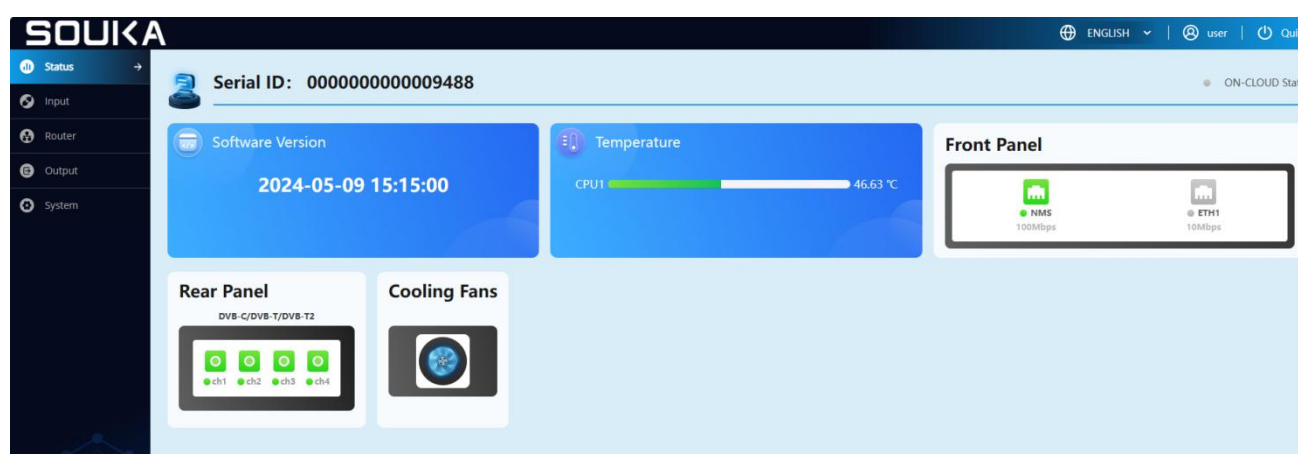 SOUKA
ENGLISH
user
Status
Input
Router
Output
System
Serial ID： 0000000000009488
ON-CLOUD
Software Version
2024-05-09 15:15:00
Temperature
CPU1
46.63 ℃
Front Panel
NMS
100Mbps
ETH1
10Mbps
Rear Panel
DVB-C/DVB-T/DVB-T2
ch1 ch2 ch3 ch4
Cooling Fans